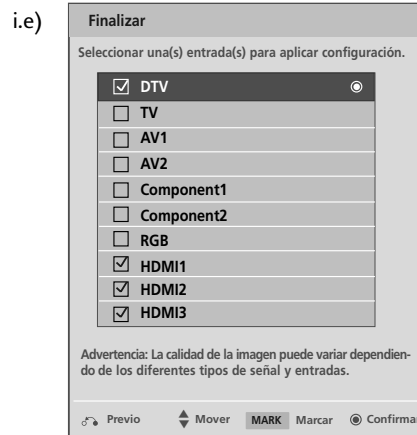 i.e)
Finalizar
Seleccionar una(s) entrada(s) para aplicar configuración.
DTV
TV
AV1
AV2
Component1
Component2
RGB
HDMI1
HDMI2
HDMI3
Advertencia: La calidad de la imagen puede variar dependien-
do de los diferentes tipos de señal y entradas.
Previo Mover MARK Marcar Confirmar